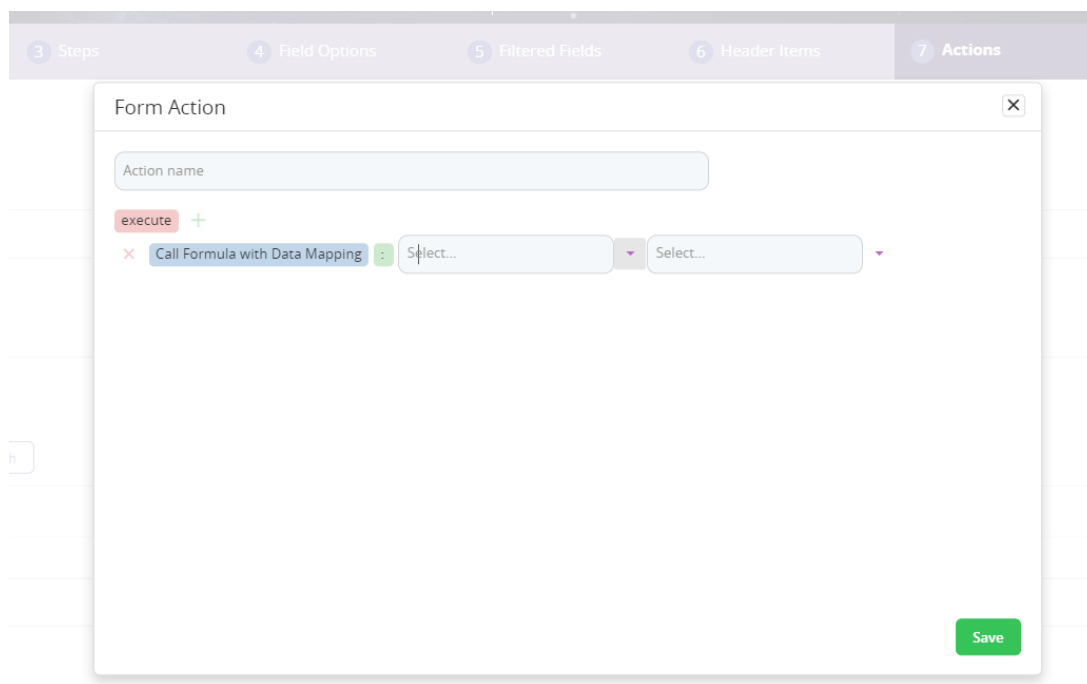 3 Steps 4 Field Options 5 Filtered Fields 6 Header Items 7 Actions
Form Action
Action name
execute
Call Formula with Data Mapping : Select... Select...
h
Save